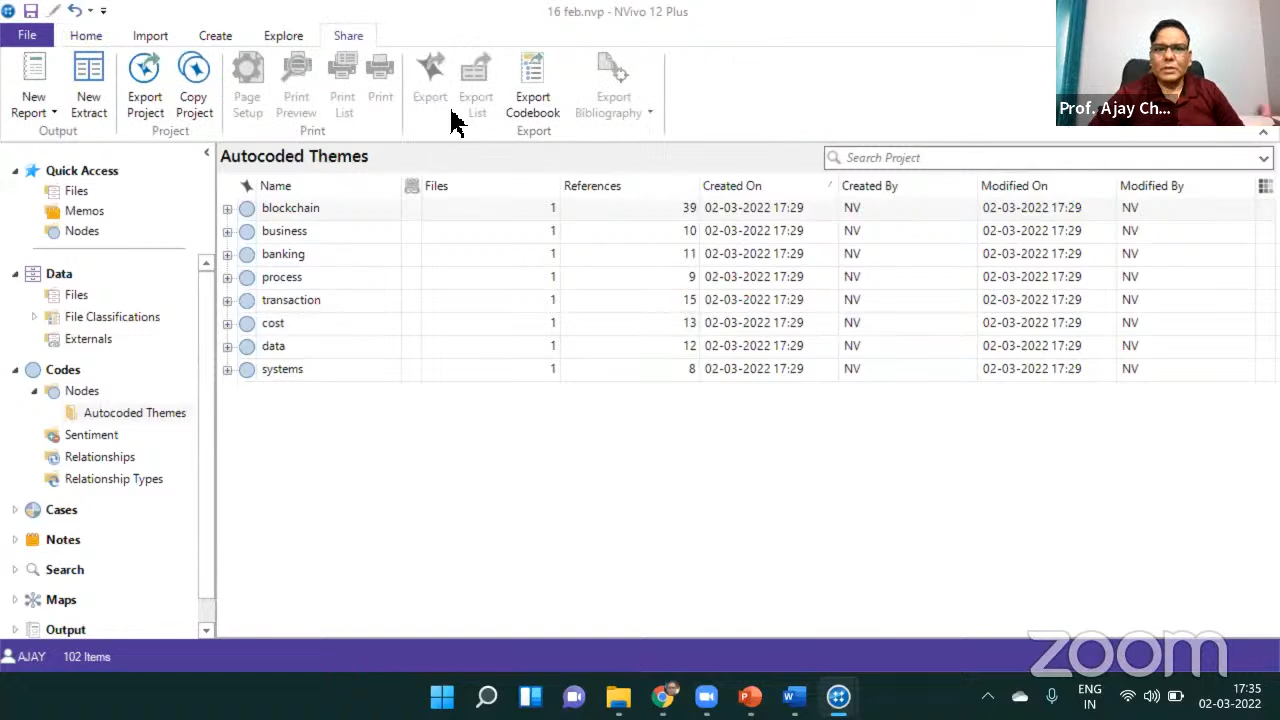 16 feb.nvp - NVivo 12 Plus
File Home Import Create Explore Share
New Report
New Extract
Export Project
Copy Project
Page Setup
Print Preview
Print List
Print
Export
Export List
Export Codebook
Export Bibliography
Output Project Print Export
Prof. Ajay Ch...
Quick Access
Files
Memos
Nodes
Data
Files
File Classifications
Externals
Codes
Nodes
Autocoded Themes
Sentiment
Relationships
Relationship Types
Cases
Notes
Search
Maps
Output
Autocoded Themes
Search Project
Name Files References Created On Created By Modified On Modified By
blockchain 1 39 02-03-2022 17:29 NV 02-03-2022 17:29 NV
business 1 10 02-03-2022 17:29 NV 02-03-2022 17:29 NV
banking 1 11 02-03-2022 17:29 NV 02-03-2022 17:29 NV
process 1 9 02-03-2022 17:29 NV 02-03-2022 17:29 NV
transaction 1 15 02-03-2022 17:29 NV 02-03-2022 17:29 NV
cost 1 13 02-03-2022 17:29 NV 02-03-2022 17:29 NV
data 1 12 02-03-2022 17:29 NV 02-03-2022 17:29 NV
systems 1 8 02-03-2022 17:29 NV 02-03-2022 17:29 NV
AJAY 102 Items
zoom
ENG
IN
17:35
02-03-2022